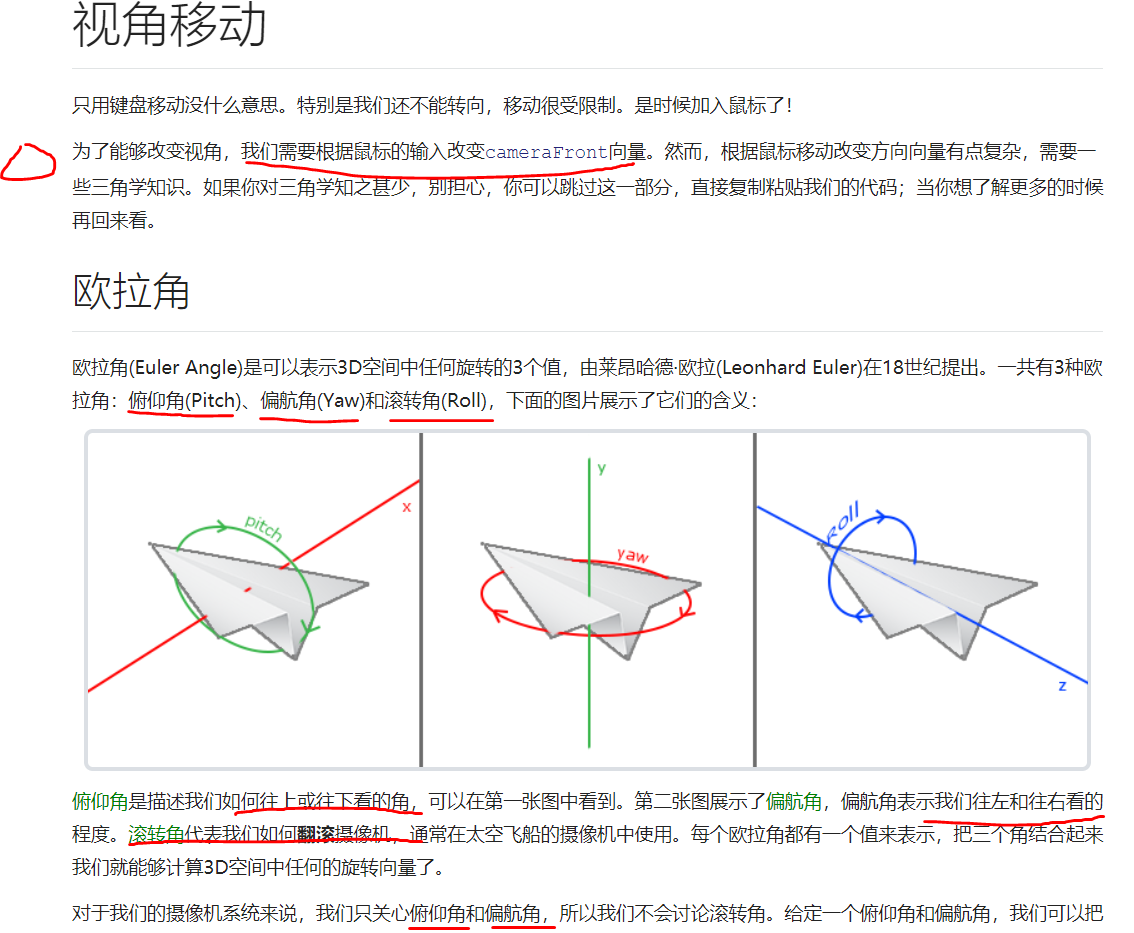 视角移动
只用键盘移动没什么意思。特别是我们还不能转向，移动很受限制。是时候加入鼠标了！
为了能够改变视角，我们需要根据鼠标的输入改变cameraFront向量。然而，根据鼠标移动改变方向向量有点复杂，需要一
些三角学知识。如果你对三角学知之甚少，别担心，你可以跳过这一部分，直接复制粘贴我们的代码；当你想了解更多的时候
再回来看。
欧拉角
欧拉角(Euler Angle)是可以表示3D空间中任何旋转的3个值，由莱昂哈德·欧拉(Leonhard Euler)在18世纪提出。一共有3种欧
拉角：俯仰角(Pitch)、偏航角(Yaw)和滚转角(Roll)，下面的图片展示了它们的含义：
pitch
x
y
yaw
Roll
z
俯仰角是描述我们如何往上或往下看的角，可以在第一张图中看到。第二张图展示了偏航角，偏航角表示我们往左和往右看的
程度。滚转角代表我们如何翻滚摄像机，通常在太空飞船的摄像机中使用。每个欧拉角都有一个值来表示，把三个角结合起来
我们就能够计算3D空间中任何的旋转向量了。
对于我们的摄像机系统来说，我们只关心俯仰角和偏航角，所以我们不会讨论滚转角。给定一个俯仰角和偏航角，我们可以把